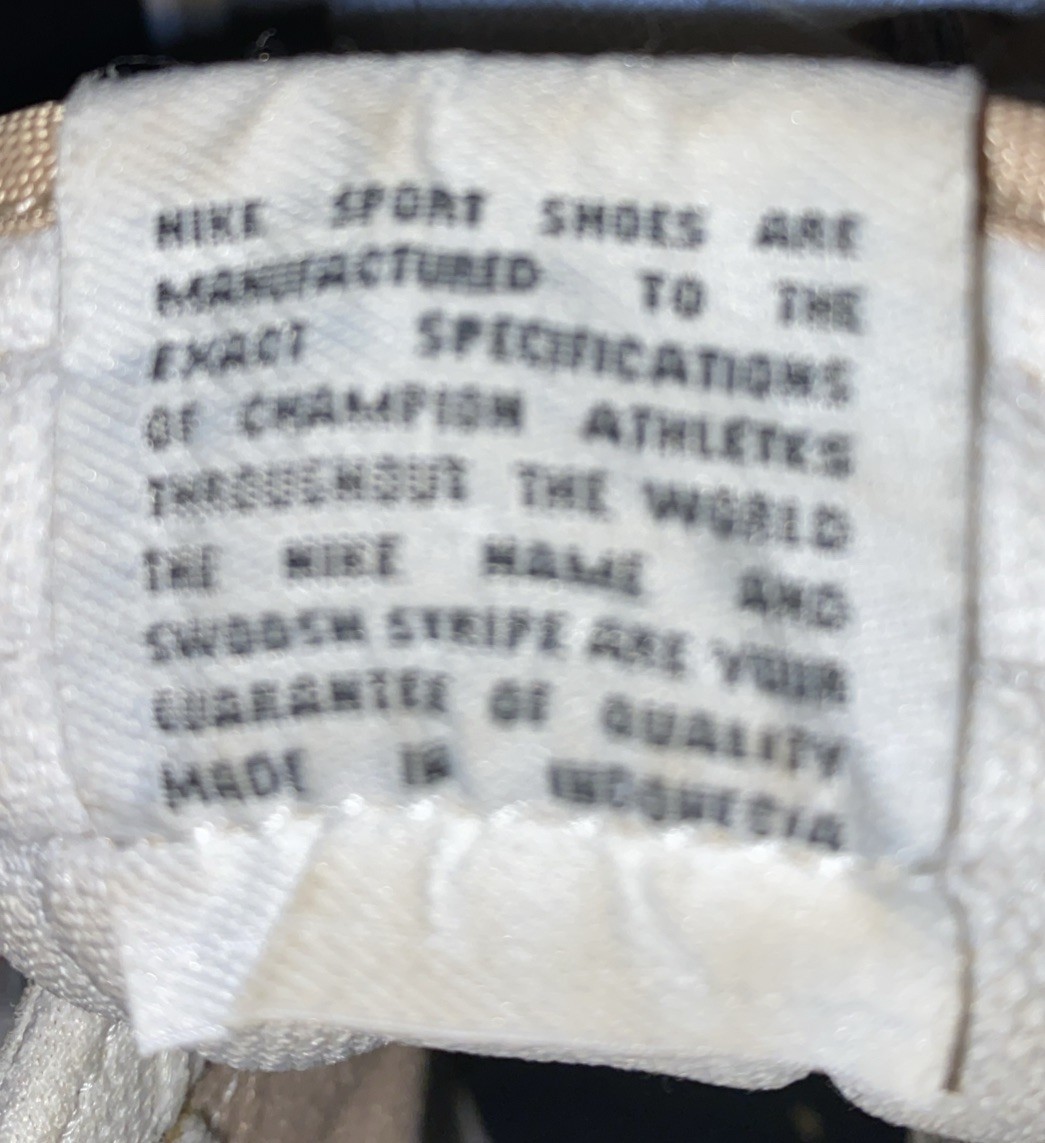 NIKE SPORT SHOES ARE
MANUFACTURED TO THE
EXACT SPECIFICATIONS
OF CHAMPION ATHLETES
THROUGHOUT THE WORLD
THE NIKE NAME AND
SWOOSH STRIPE ARE YOUR
GUARANTEE OF QUALITY
MADE IN INDONESIA